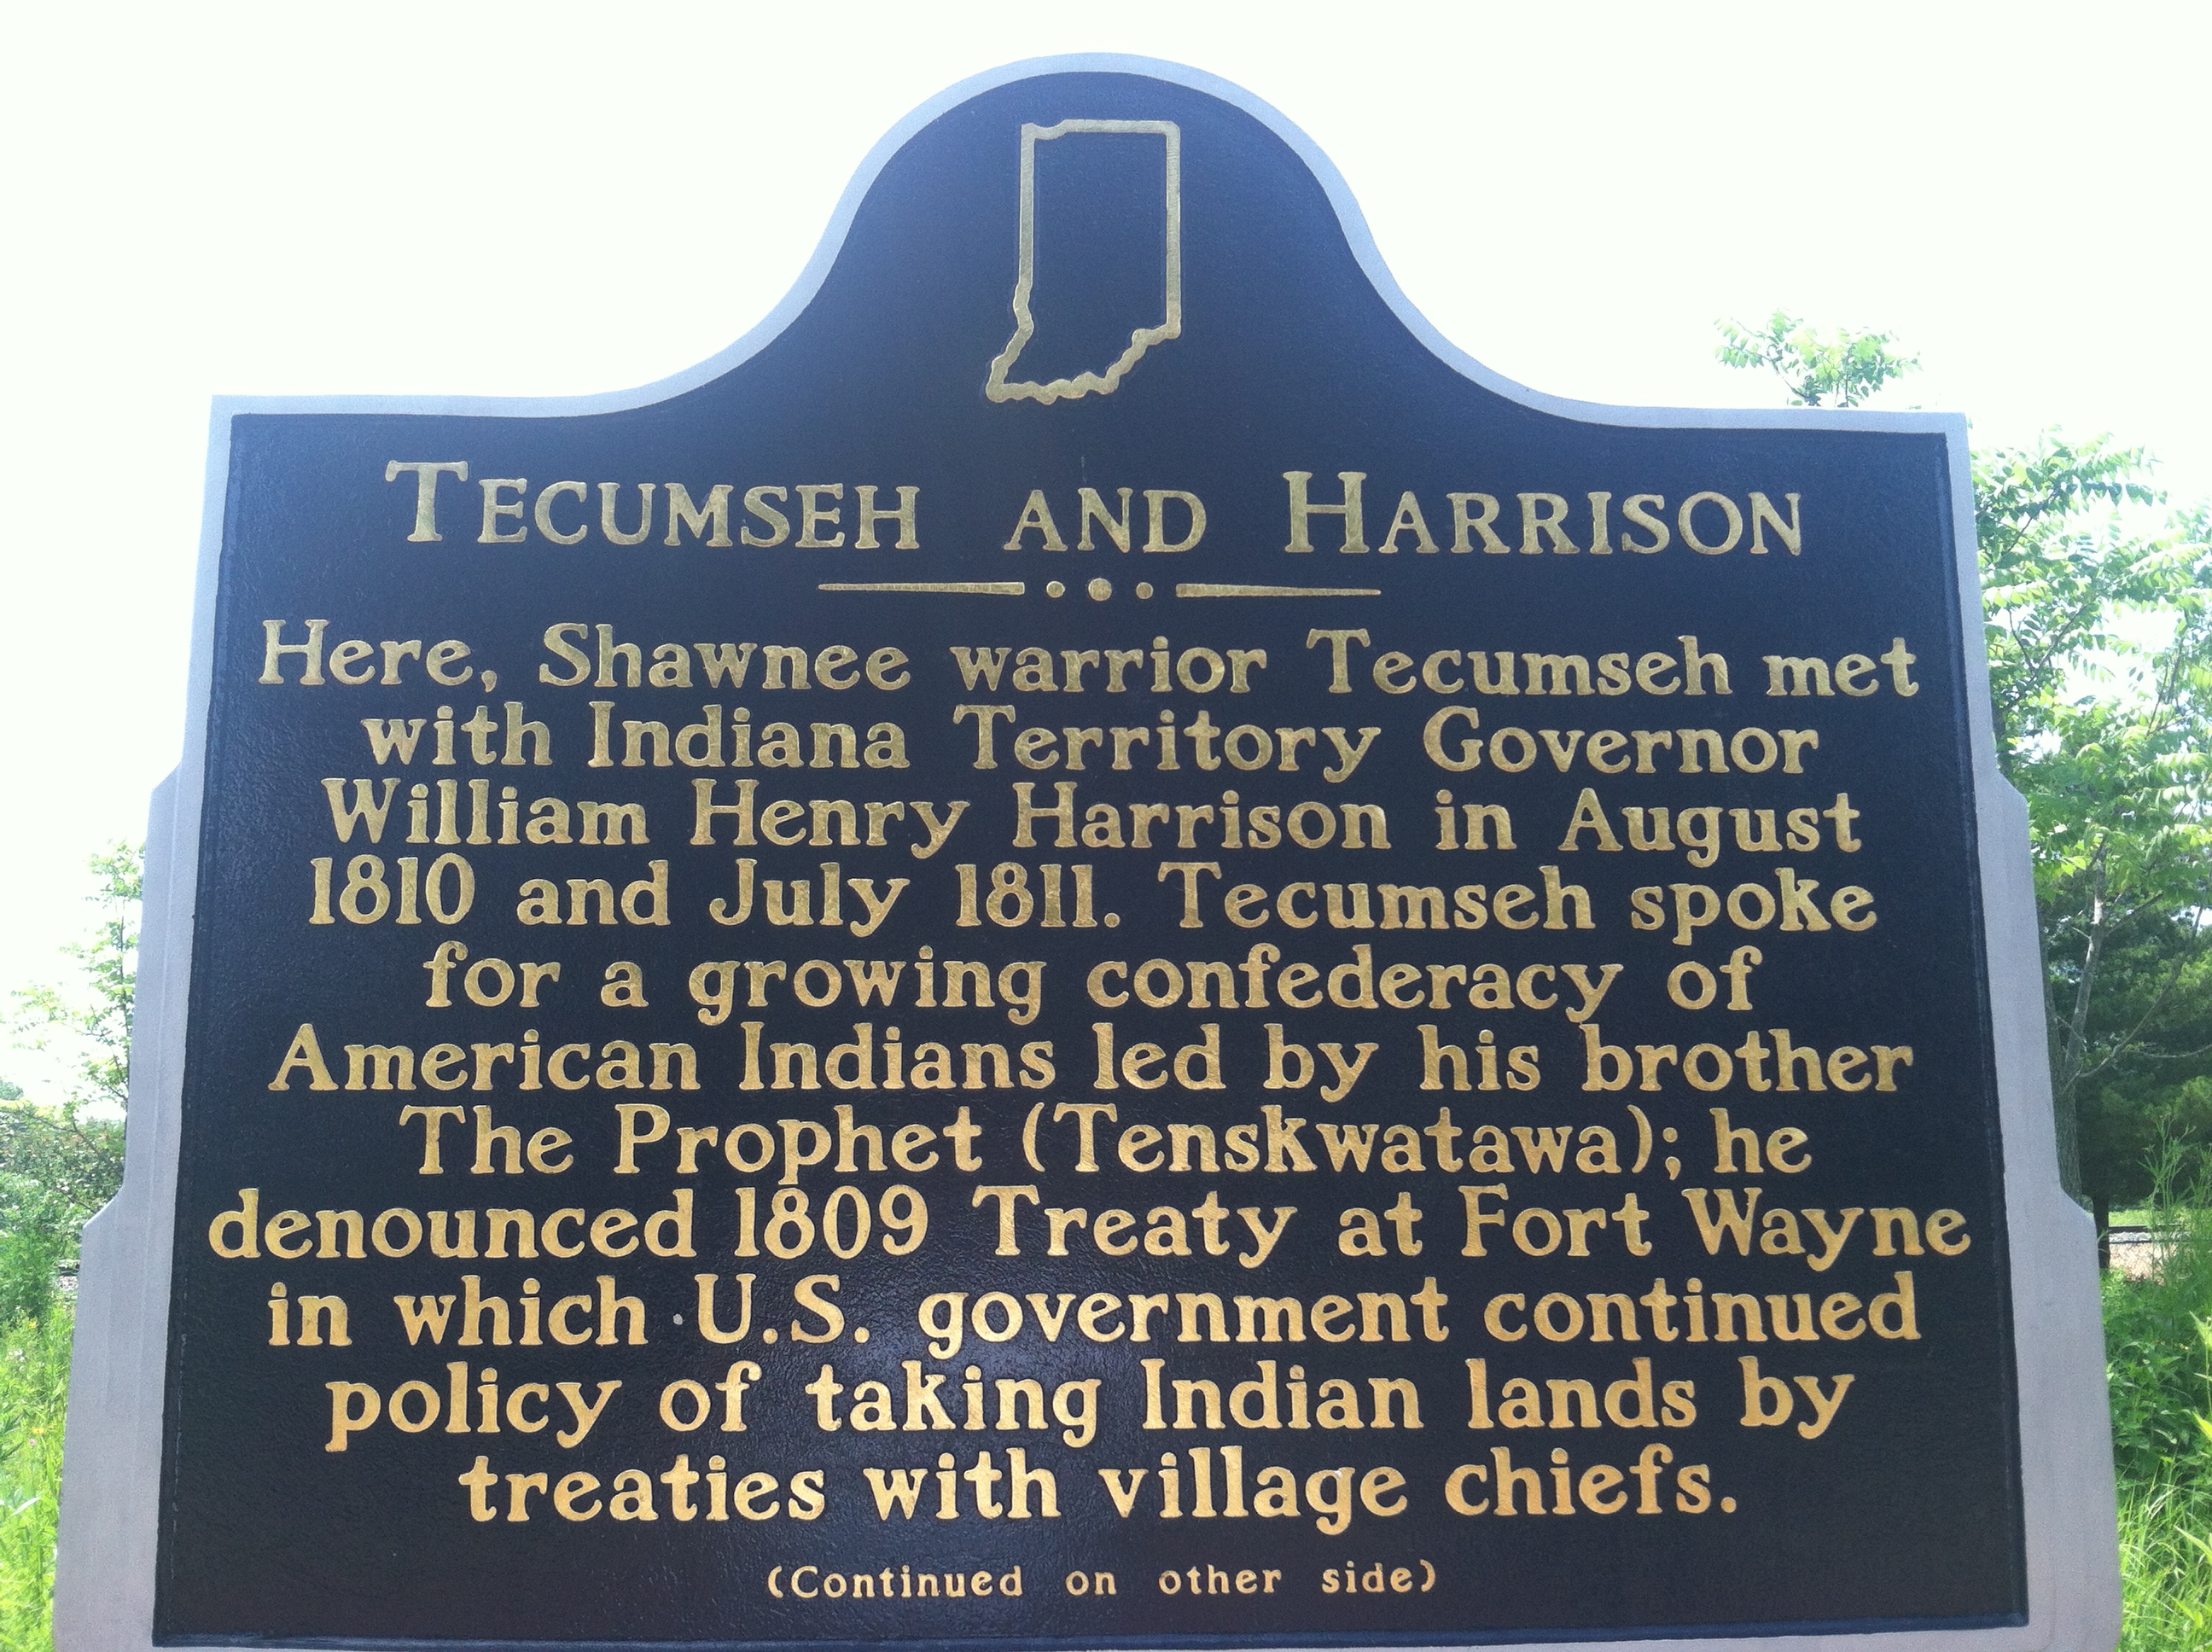 TECUMSEH AND HARRISON
Here, Shawnee warrior Tecumseh met
with Indiana Territory Governor
William Henry Harrison in August
1810 and July 1811. Tecumseh spoke
for a growing confederacy of
American Indians led by his brother
The Prophet (Tenskwatawa); he
denounced 1809 Treaty at Fort Wayne
in which U.S. government continued
policy of taking Indian lands by
treaties with village chiefs.
(Continued on other side)